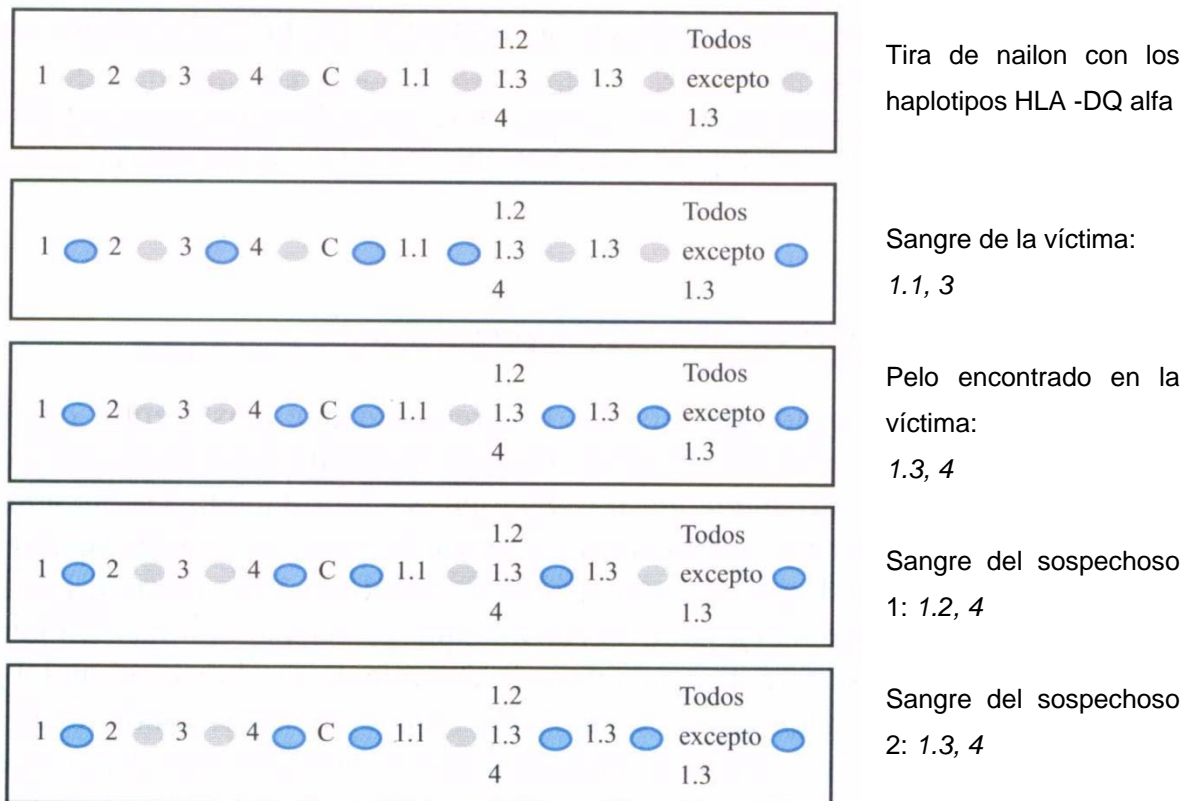 1.2 Todos
1 2 3 4 C 1.1 1.3 1.3 excepto
4 1.3
Tira de nailon con los
haplotipos HLA -DQ alfa
1.2 Todos
1 2 3 4 C 1.1 1.3 1.3 excepto
4 1.3
Sangre de la víctima:
1.1, 3
1.2 Todos
1 2 3 4 C 1.1 1.3 1.3 excepto
4 1.3
Pelo encontrado en la
víctima:
1.3, 4
1.2 Todos
1 2 3 4 C 1.1 1.3 1.3 excepto
4 1.3
Sangre del sospechoso
1: 1.2, 4
1.2 Todos
1 2 3 4 C 1.1 1.3 1.3 excepto
4 1.3
Sangre del sospechoso
2: 1.3, 4